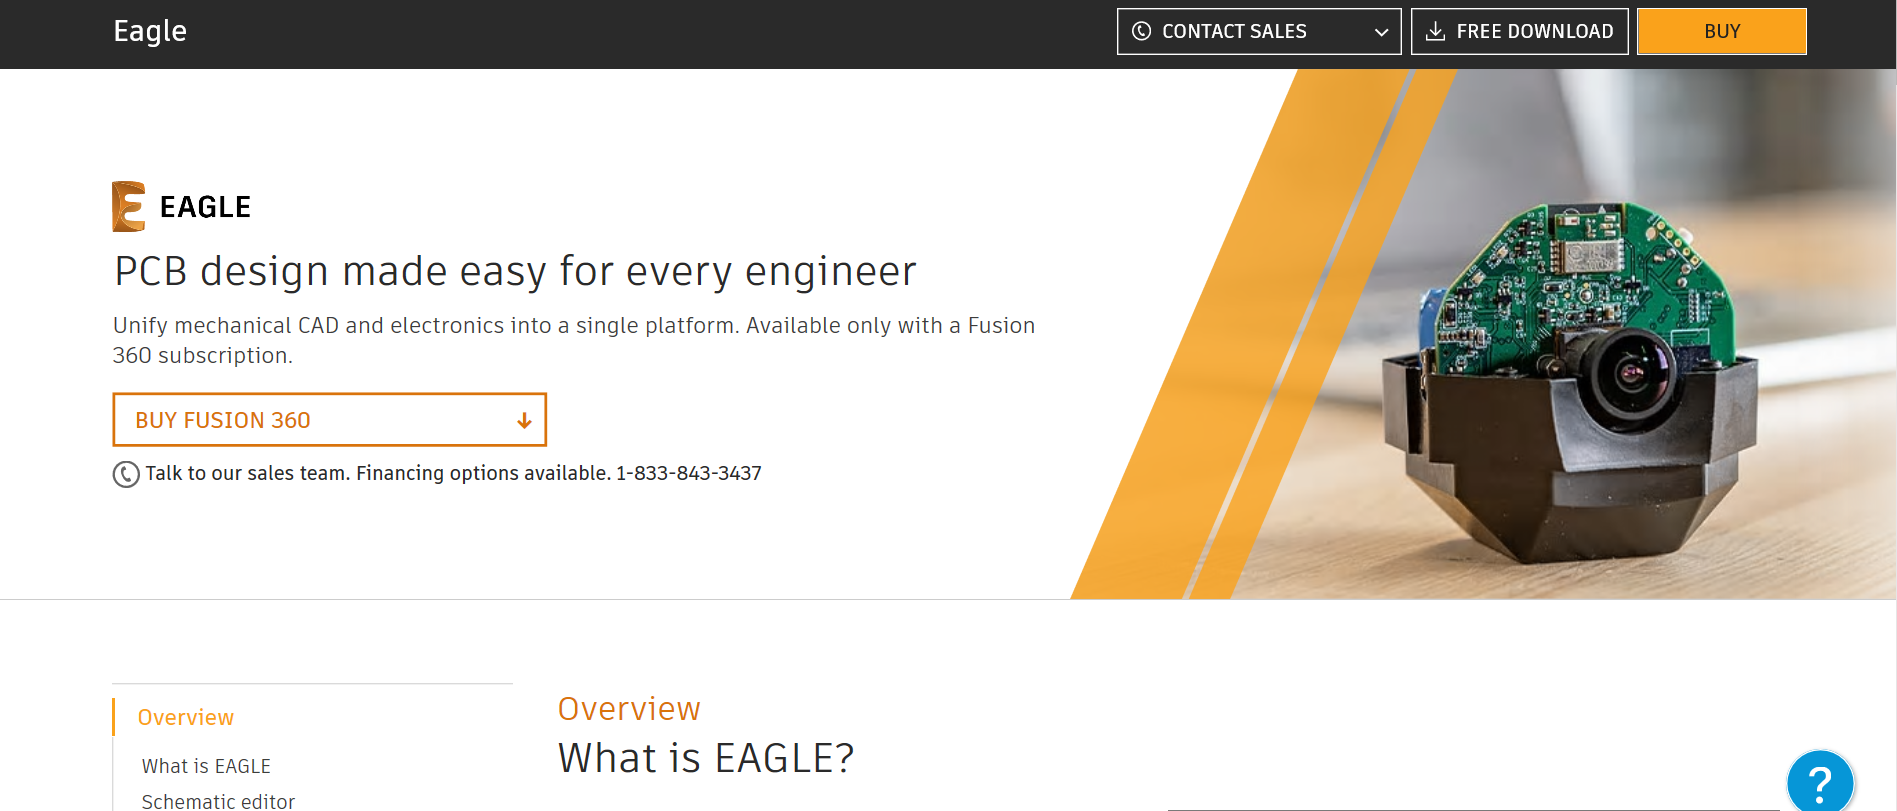 Eagle
CONTACT SALES
FREE DOWNLOAD
BUY
EAGLE
PCB design made easy for every engineer
Unify mechanical CAD and electronics into a single platform. Available only with a Fusion
360 subscription.
BUY FUSION 360
Talk to our sales team. Financing options available. 1-833-843-3437
Overview
What is EAGLE
Schematic editor
Overview
What is EAGLE?
?